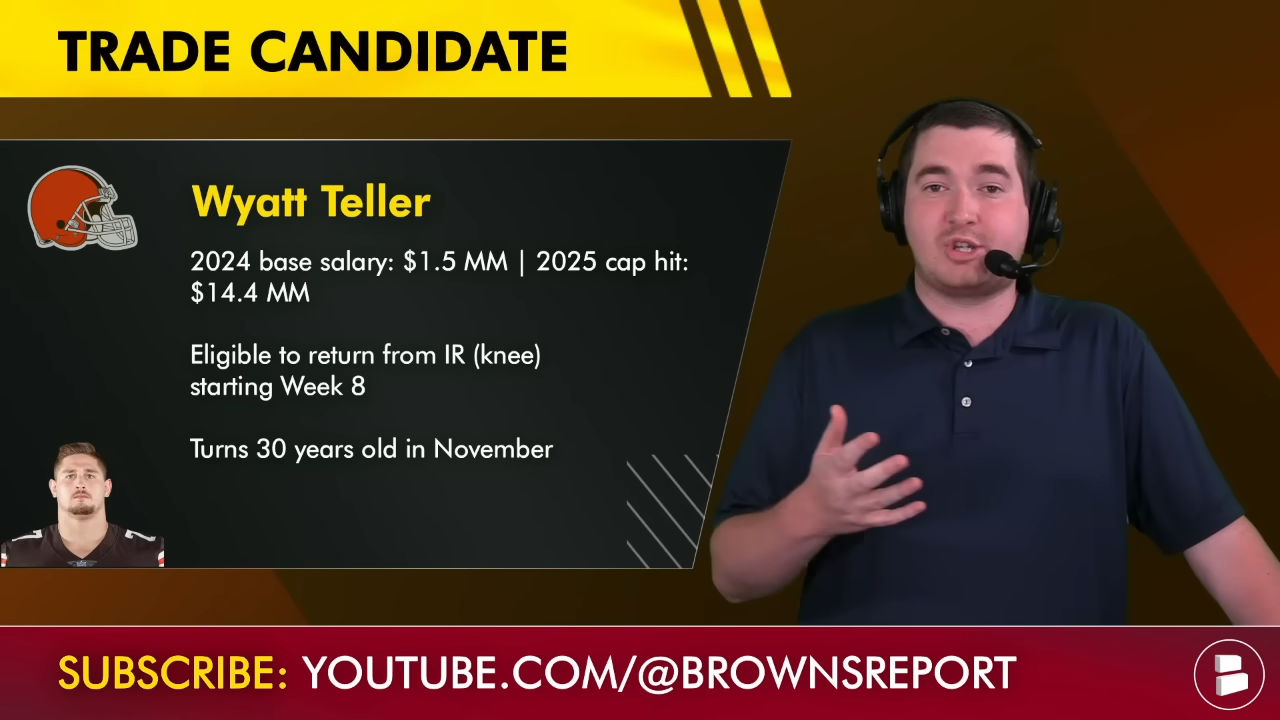 TRADE CANDIDATE
Wyatt Teller
2024 base salary: $1.5 MM | 2025 cap hit:
$14.4 MM
Eligible to return from IR (knee)
starting Week 8
Turns 30 years old in November
SUBSCRIBE: YOUTUBE.COM/@BROWNSREPORT